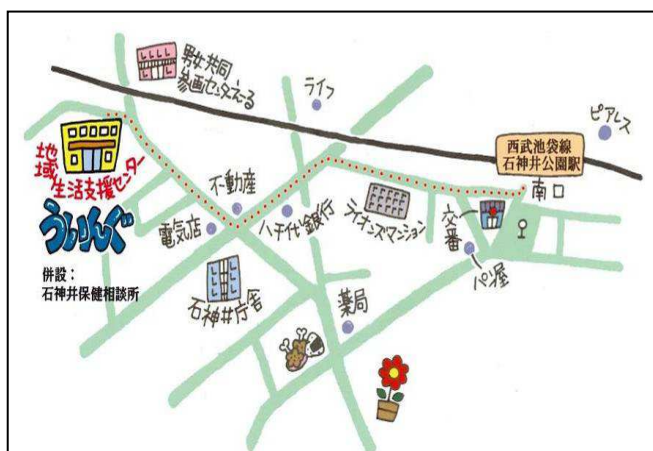 男女共同
参画センターえーる
ライフ
ピアレス
西武池袋線
石神井公園駅
南口
地域
生活支援センター
ういんぐ
併設：
石神井保健相談所
不動産
電気店
八千代銀行
ライオンズマンション
交番
パン屋
石神井庁舎
薬局